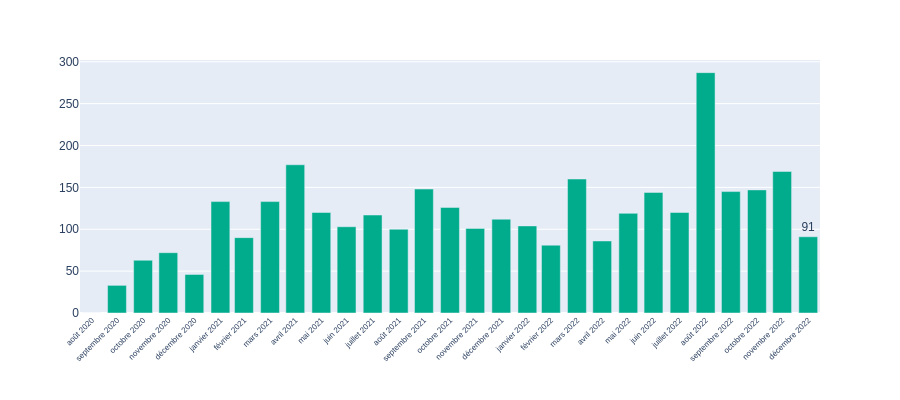 300
250
200
150
100
50
0
91
août 2020
septembre 2020
octobre 2020
novembre 2020
décembre 2020
janvier 2021
février 2021
mars 2021
avril 2021
mai 2021
juin 2021
juillet 2021
août 2021
septembre 2021
octobre 2021
novembre 2021
décembre 2021
janvier 2022
février 2022
mars 2022
avril 2022
mai 2022
juin 2022
juillet 2022
août 2022
septembre 2022
octobre 2022
novembre 2022
décembre 2022